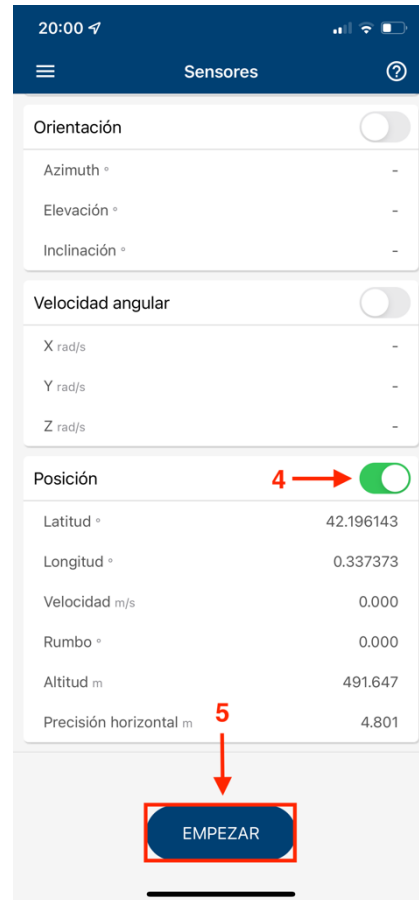 20:00
Sensores
Orientación
Azimuth °
-
Elevación °
-
Inclinación °
-
Velocidad angular
X rad/s
-
Y rad/s
-
Z rad/s
-
Posición 4
Latitud ° 42.196143
Longitud ° 0.337373
Velocidad m/s 0.000
Rumbo ° 0.000
Altitud m 491.647
Precisión horizontal m 4.801
5
EMPEZAR